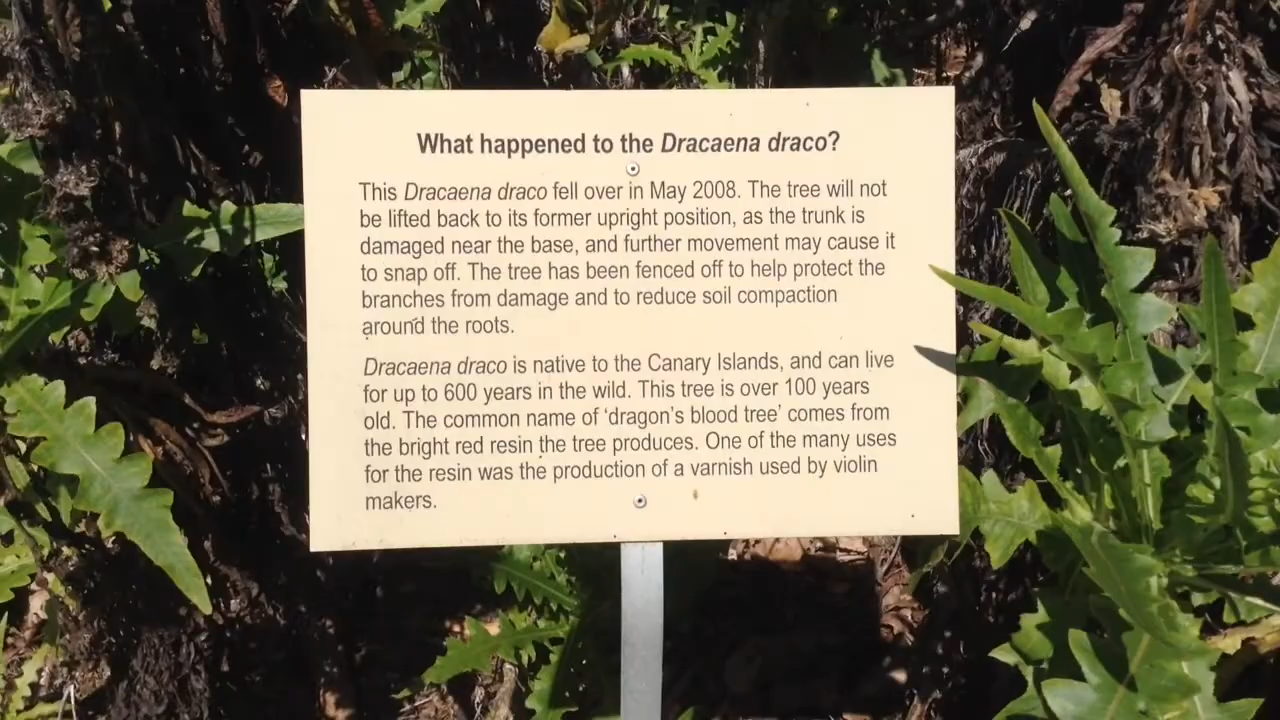 What happened to the Dracaena draco?
This Dracaena draco fell over in May 2008. The tree will not
be lifted back to its former upright position, as the trunk is
damaged near the base, and further movement may cause it
to snap off. The tree has been fenced off to help protect the
branches from damage and to reduce soil compaction
around the roots.
Dracaena draco is native to the Canary Islands, and can live
for up to 600 years in the wild. This tree is over 100 years
old. The common name of ‘dragon’s blood tree’ comes from
the bright red resin the tree produces. One of the many uses
for the resin was the production of a varnish used by violin
makers.